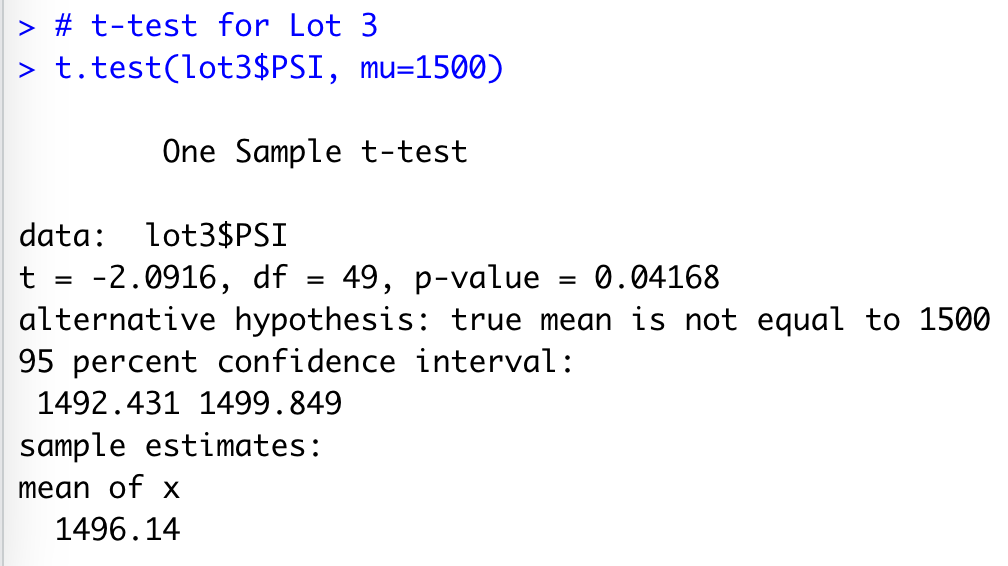 > # t-test for Lot 3
> t.test(lot3$PSI, mu=1500)
One Sample t-test
data:  lot3$PSI
t = -2.0916, df = 49, p-value = 0.04168
alternative hypothesis: true mean is not equal to 1500
95 percent confidence interval:
1492.431 1499.849
sample estimates:
mean of x
1496.14